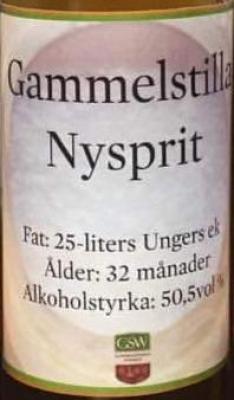 Gammelstilla
Nysprit
Fat: 25-liters Ungers ek
Ålder: 32 månader
Alkoholstyrka: 50,5vol%
GSW